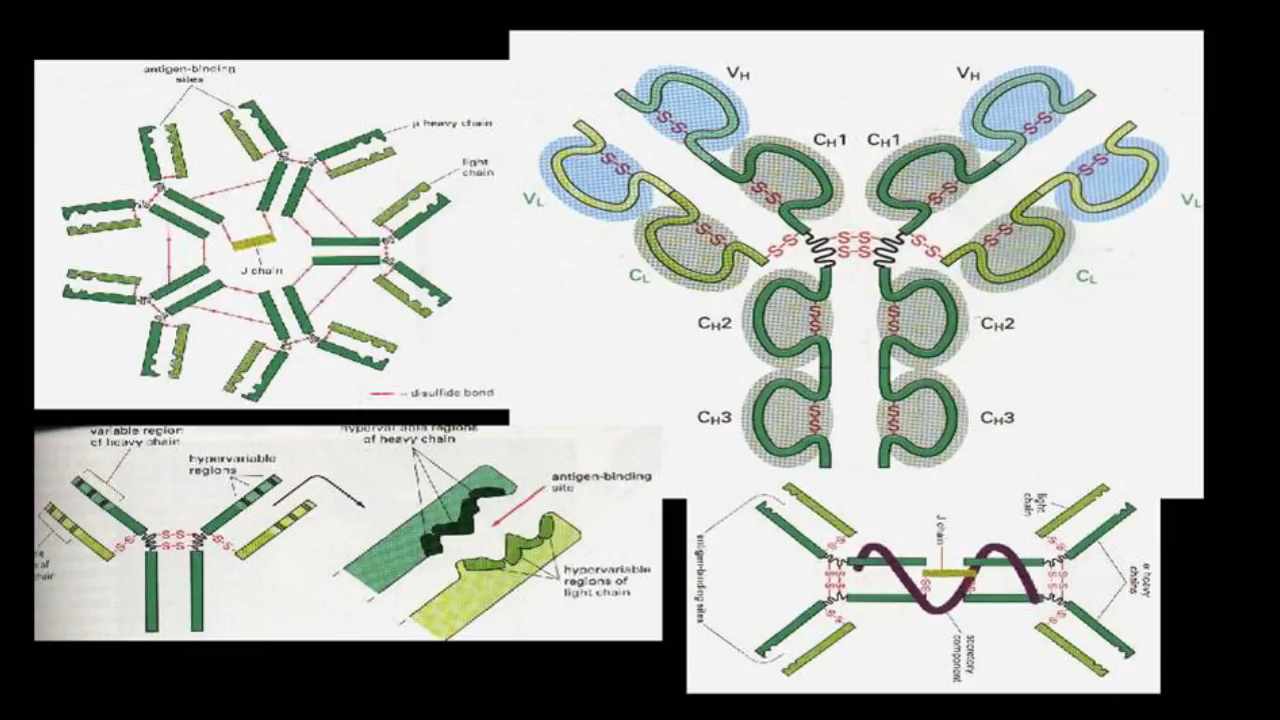 antigen-binding
sites
μ heavy chain
light
chain
J chain
disulfide bond
VH
VH
CH1
CH1
VL
VL
S-S
S-S
S-S
S-S
S-S
S-S
S-S
S-S
S-S
S-S
CL
CL
CH2
CH2
S-S
S-S
CH3
CH3
S-S
S-S
variable region
of heavy chain
hypervariable
regions
S-S
S-S
S-S
S-S
hypervariable regions
of heavy chain
antigen-binding
site
hypervariable
regions of
light chain
antigen-binding sites
J chain
light
chain
α heavy
chains
secretory
component